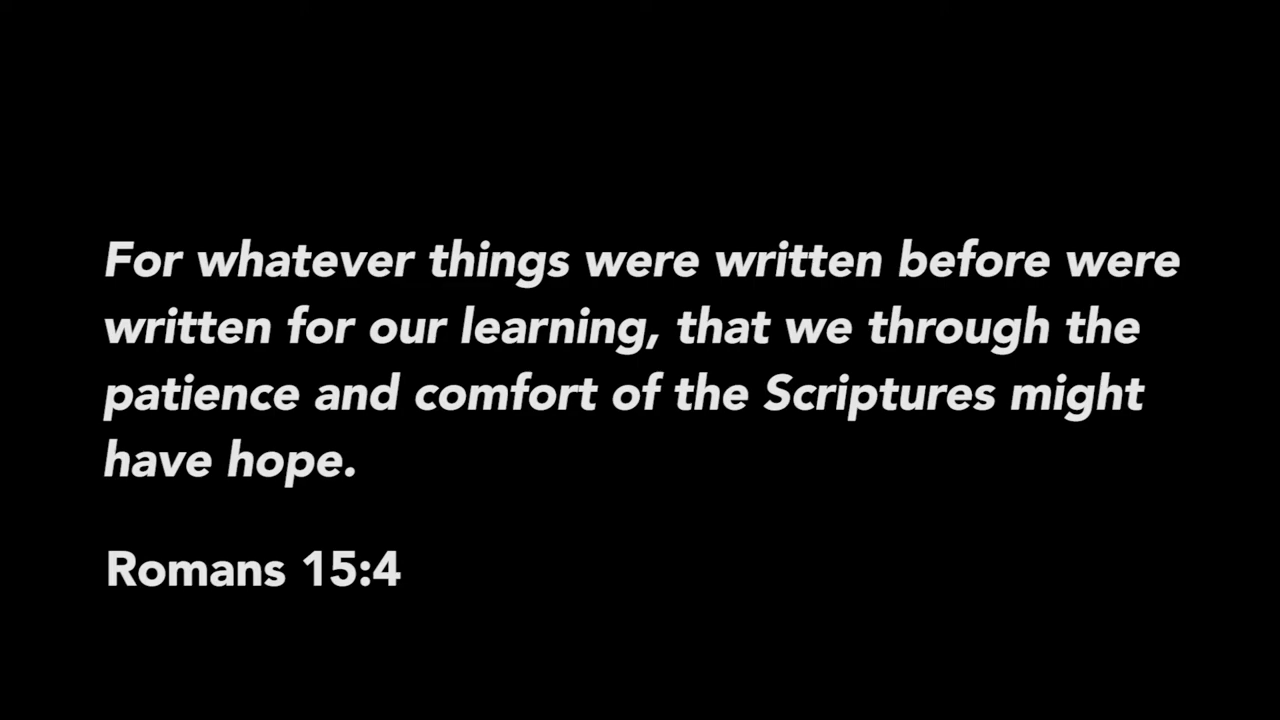 For whatever things were written before were
written for our learning, that we through the
patience and comfort of the Scriptures might
have hope.
Romans 15:4